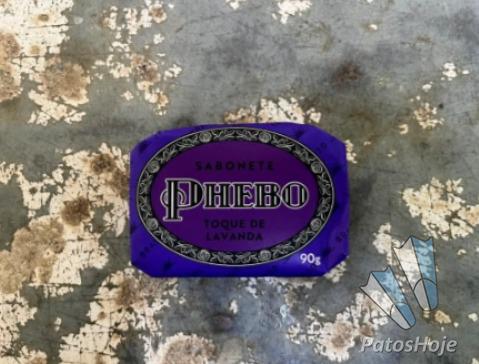 SABONETE
PHEBO
TOQUE DE
LAVANDA
90g
PatosHoje